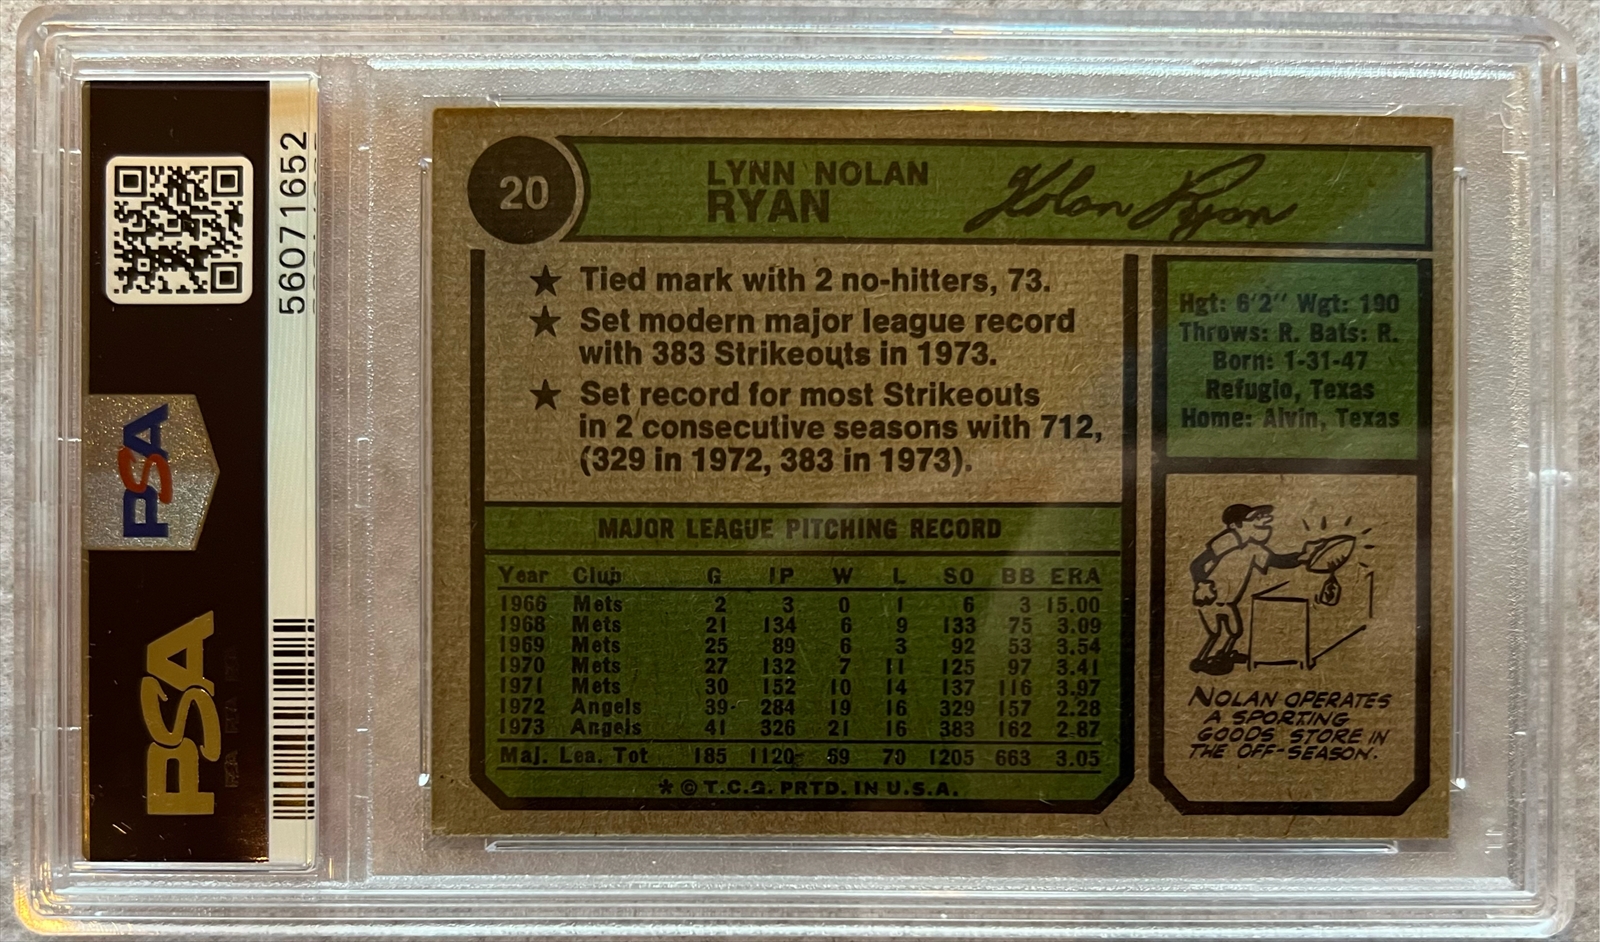 56071652
PSA
PSA
20
LYNN NOLAN
RYAN
Nolan Ryan
★ Tied mark with 2 no-hitters, 73.
★ Set modern major league record
with 383 Strikeouts in 1973.
★ Set record for most Strikeouts
in 2 consecutive seasons with 712,
(329 in 1972, 383 in 1973).
Hgt: 6'2" Wgt: 190
Throws: R. Bats: R.
Born: 1-31-47
Refugio, Texas
Home: Alvin, Texas
MAJOR LEAGUE PITCHING RECORD
Year Club G IP W L SO BB ERA
1966 Mets 2 3 0 1 6 3 15.00
1968 Mets 21 134 6 9 133 75 3.09
1969 Mets 25 89 6 3 92 53 3.54
1970 Mets 27 132 7 11 125 97 3.41
1971 Mets 30 152 10 14 137 116 3.97
1972 Angels 39 284 19 16 329 157 2.28
1973 Angels 41 326 21 16 383 162 2.87
Maj. Lea. Tot 185 1120 69 70 1205 663 3.05
* © T.C.G. PRTD. IN U.S.A.
$
NOLAN OPERATES
A SPORTING
GOODS STORE IN
THE OFF-SEASON.